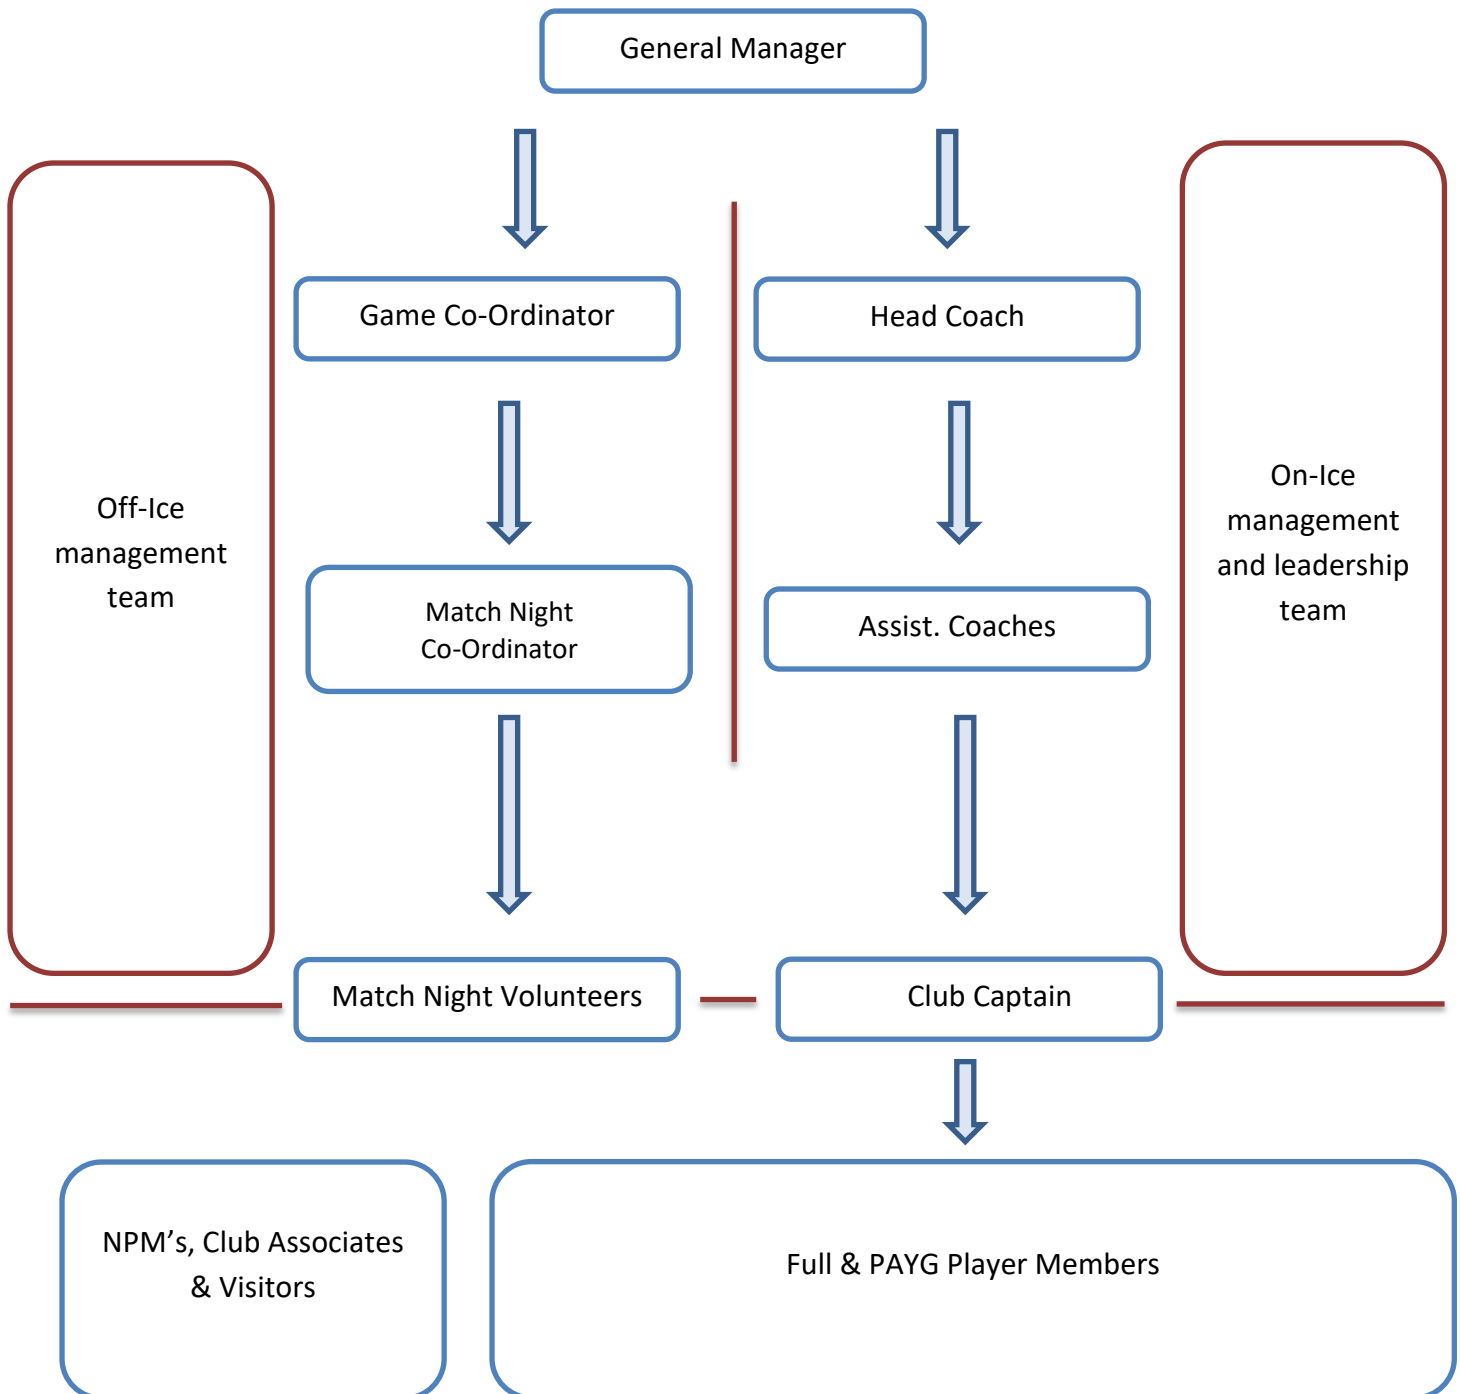 General Manager
Game Co-Ordinator
Head Coach
Off-Ice
management
team
On-Ice
management
and leadership
team
Match Night
Co-Ordinator
Assist. Coaches
Match Night Volunteers
Club Captain
NPM’s, Club Associates
& Visitors
Full & PAYG Player Members